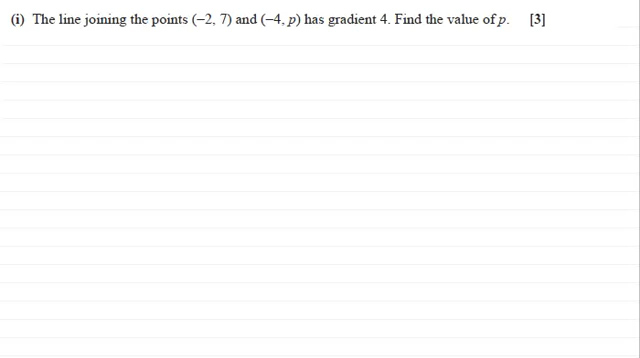 (i) The line joining the points (−2, 7) and (−4, p) has gradient 4. Find the value of p. [3]